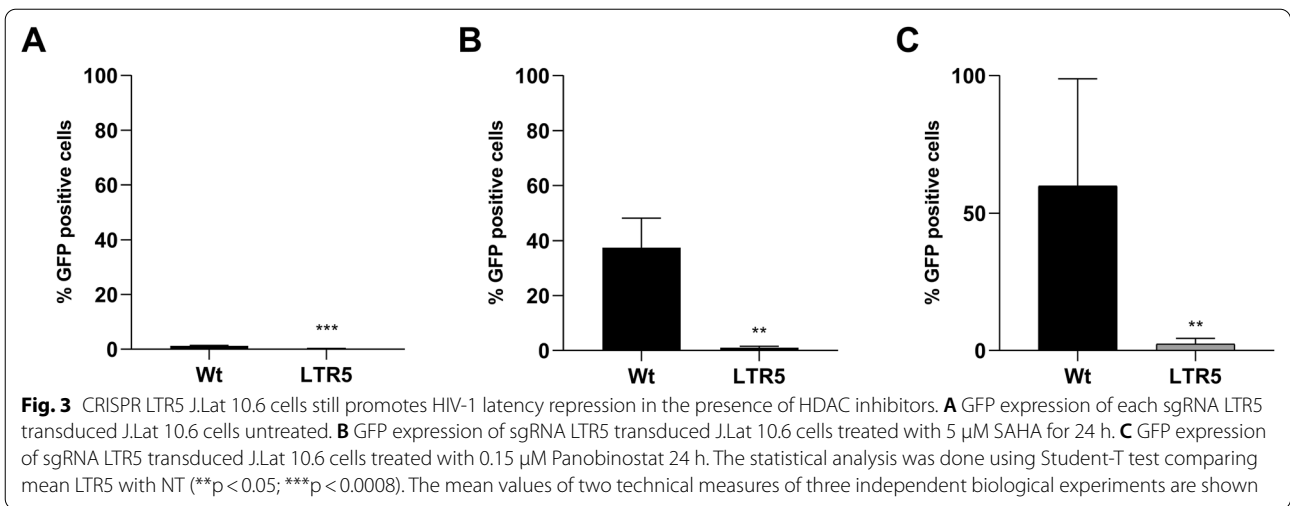 A
B
C
% GFP positive cells
100
80
60
40
20
0
***
Wt
LTR5
% GFP positive cells
100
80
60
40
20
0
**
Wt
LTR5
% GFP positive cells
100
50
0
**
Wt
LTR5
Fig. 3 CRISPR LTR5 J.Lat 10.6 cells still promotes HIV-1 latency repression in the presence of HDAC inhibitors. A GFP expression of each sgRNA LTR5
transduced J.Lat 10.6 cells untreated. B GFP expression of sgRNA LTR5 transduced J.Lat 10.6 cells treated with 5 µM SAHA for 24 h. C GFP expression
of sgRNA LTR5 transduced J.Lat 10.6 cells treated with 0.15 µM Panobinostat 24 h. The statistical analysis was done using Student-T test comparing
mean LTR5 with NT (**p < 0.05; ***p < 0.0008). The mean values of two technical measures of three independent biological experiments are shown